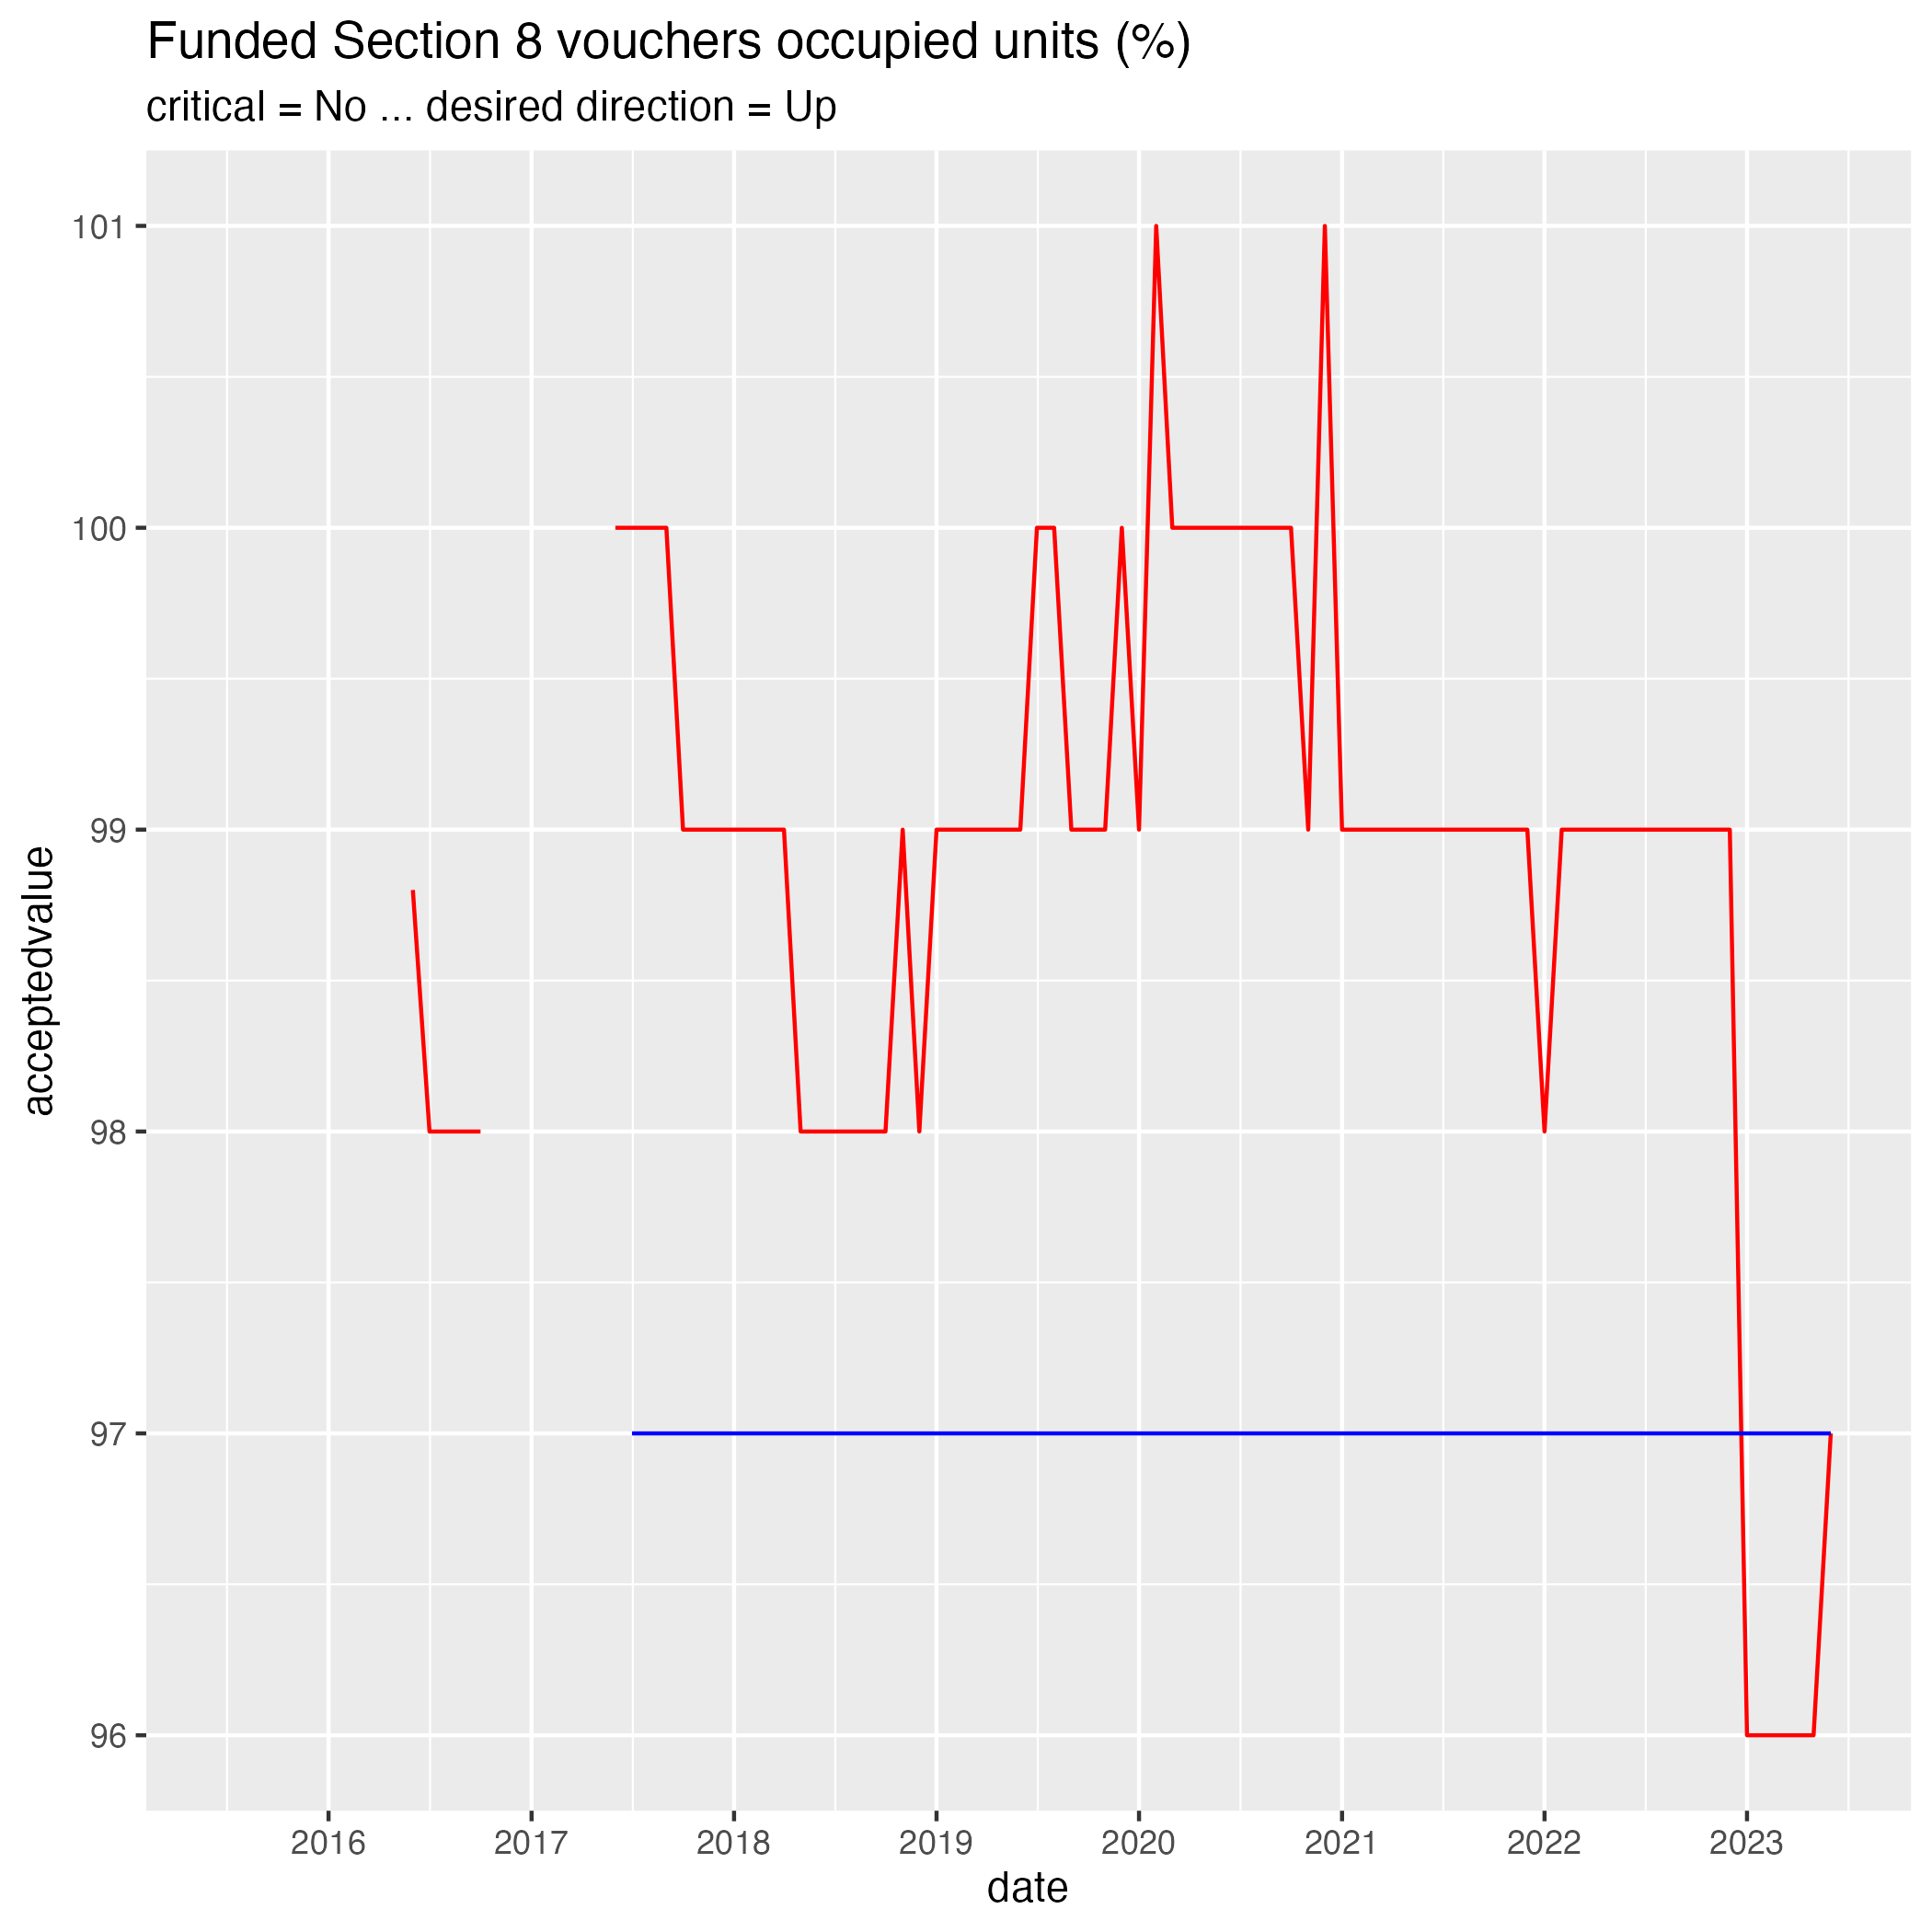 Funded Section 8 vouchers occupied units (%)
critical = No ... desired direction = Up
101
100
99
98
97
96
acceptedvalue
2016 2017 2018 2019 2020 2021 2022 2023
date